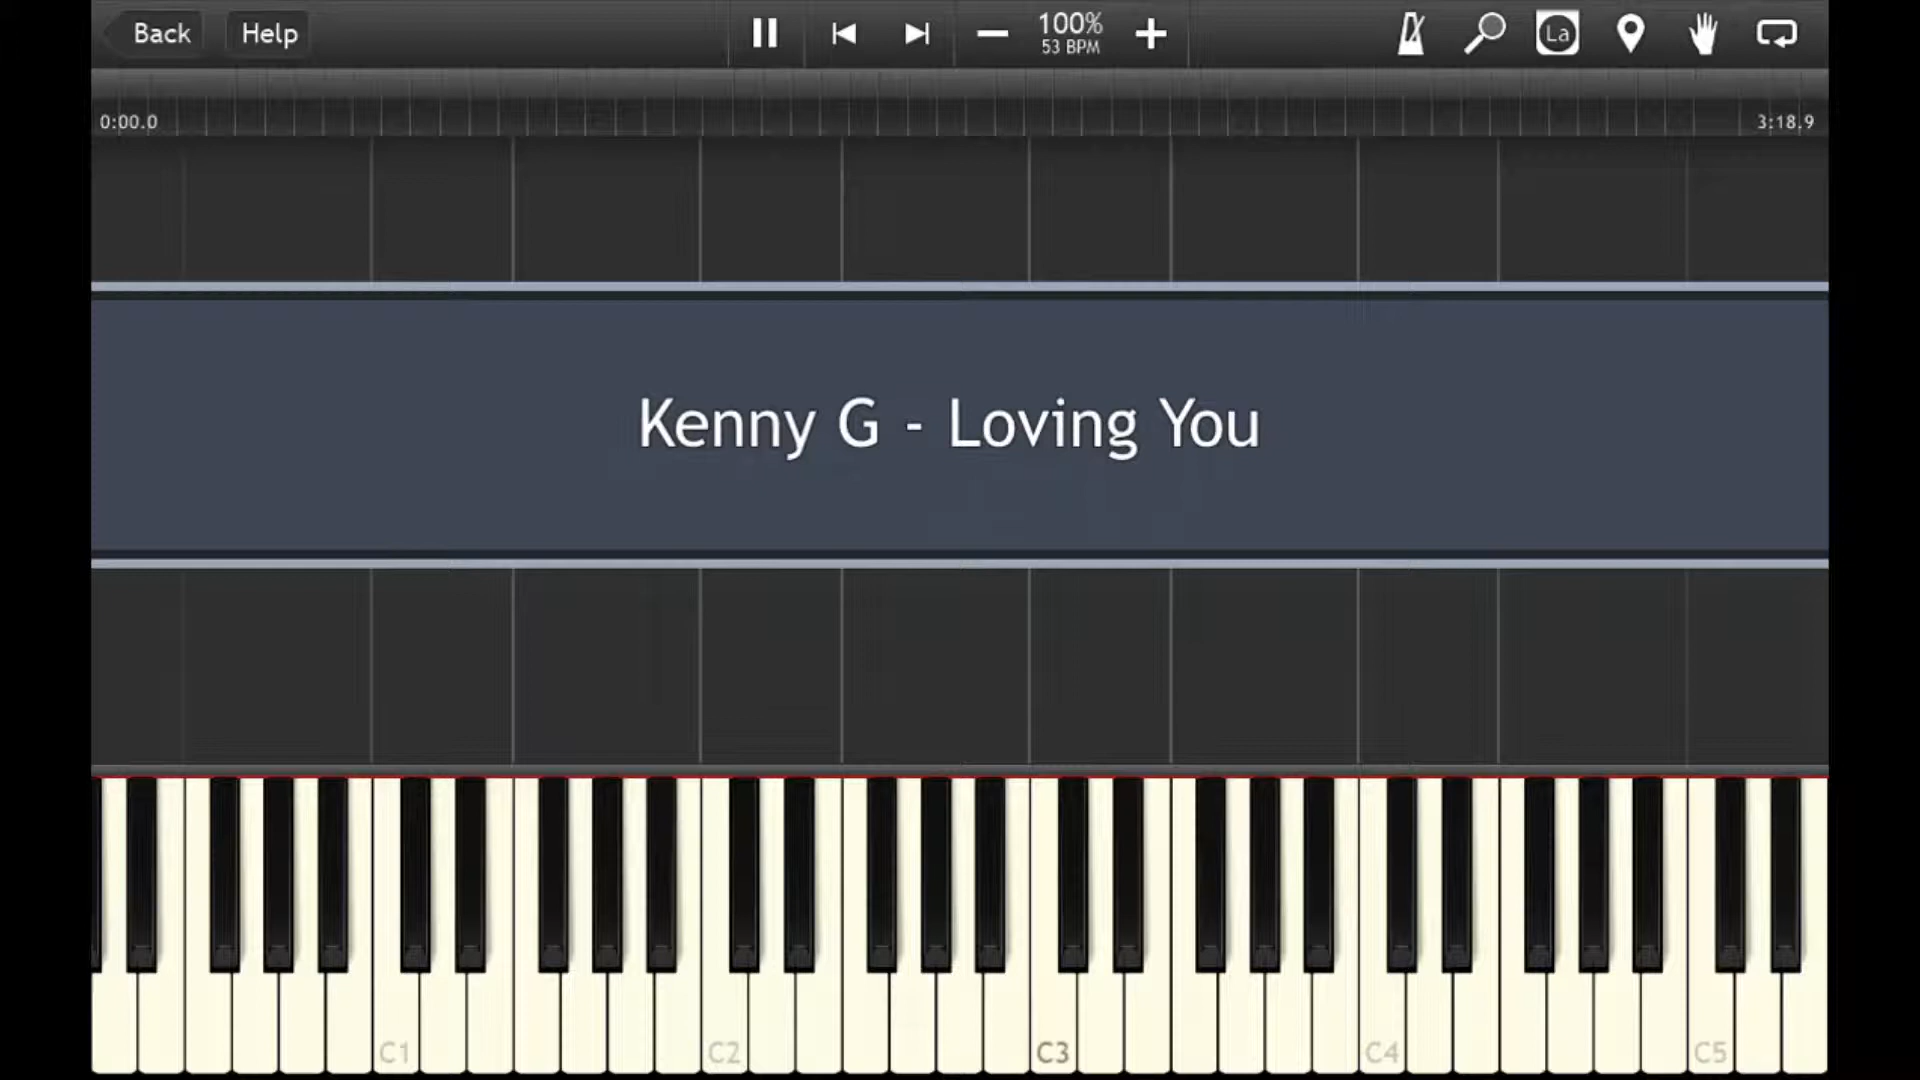 Back Help 100% La
53 BPM
0:00.0 3:18.9
Kenny G - Loving You
C1 C2 C3 C4 C5